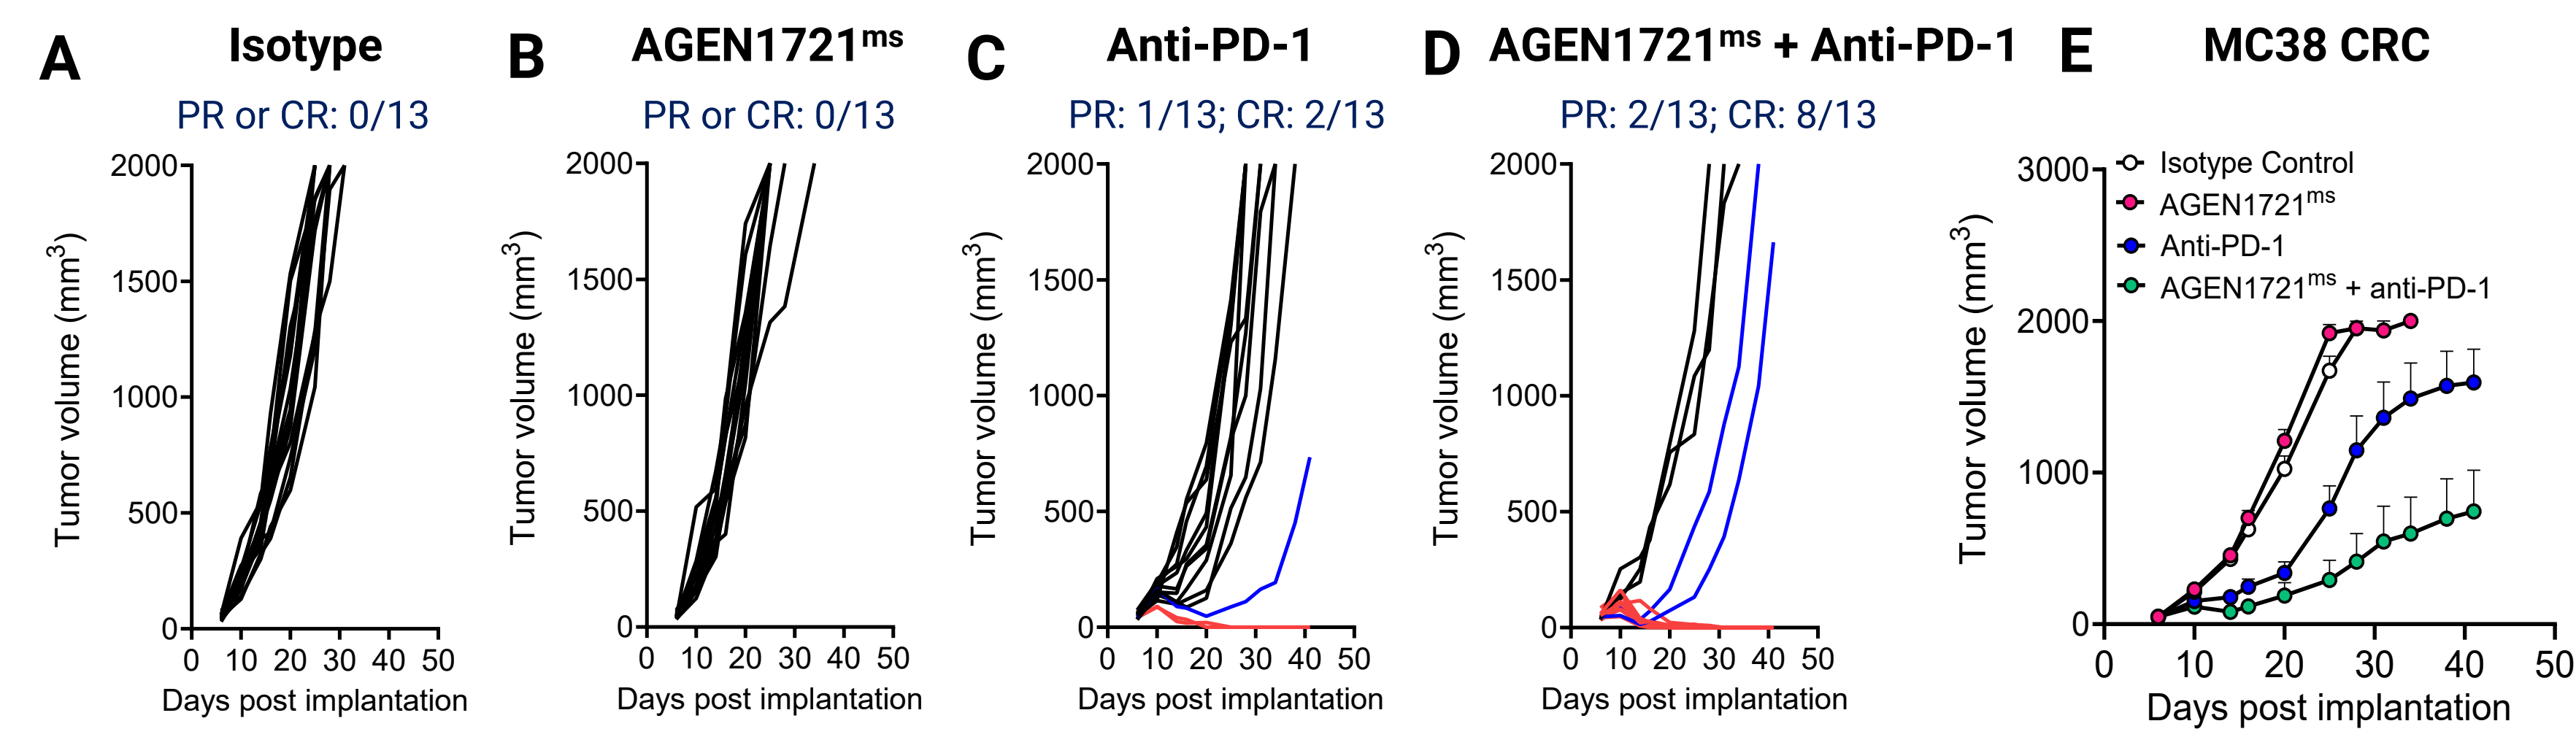 A
Isotype
PR or CR: 0/13
2000
1500
1000
500
0
Tumor volume (mm³)
0 10 20 30 40 50
Days post implantation
B
AGEN1721ᵐˢ
PR or CR: 0/13
2000
1500
1000
500
0
Tumor volume (mm³)
0 10 20 30 40 50
Days post implantation
C
Anti-PD-1
PR: 1/13; CR: 2/13
2000
1500
1000
500
0
Tumor volume (mm³)
0 10 20 30 40 50
Days post implantation
D
AGEN1721ᵐˢ + Anti-PD-1
PR: 2/13; CR: 8/13
2000
1500
1000
500
0
Tumor volume (mm³)
0 10 20 30 40 50
Days post implantation
E
MC38 CRC
Isotype Control
AGEN1721ᵐˢ
Anti-PD-1
AGEN1721ᵐˢ + anti-PD-1
3000
2000
1000
0
Tumor volume (mm³)
0 10 20 30 40 50
Days post implantation